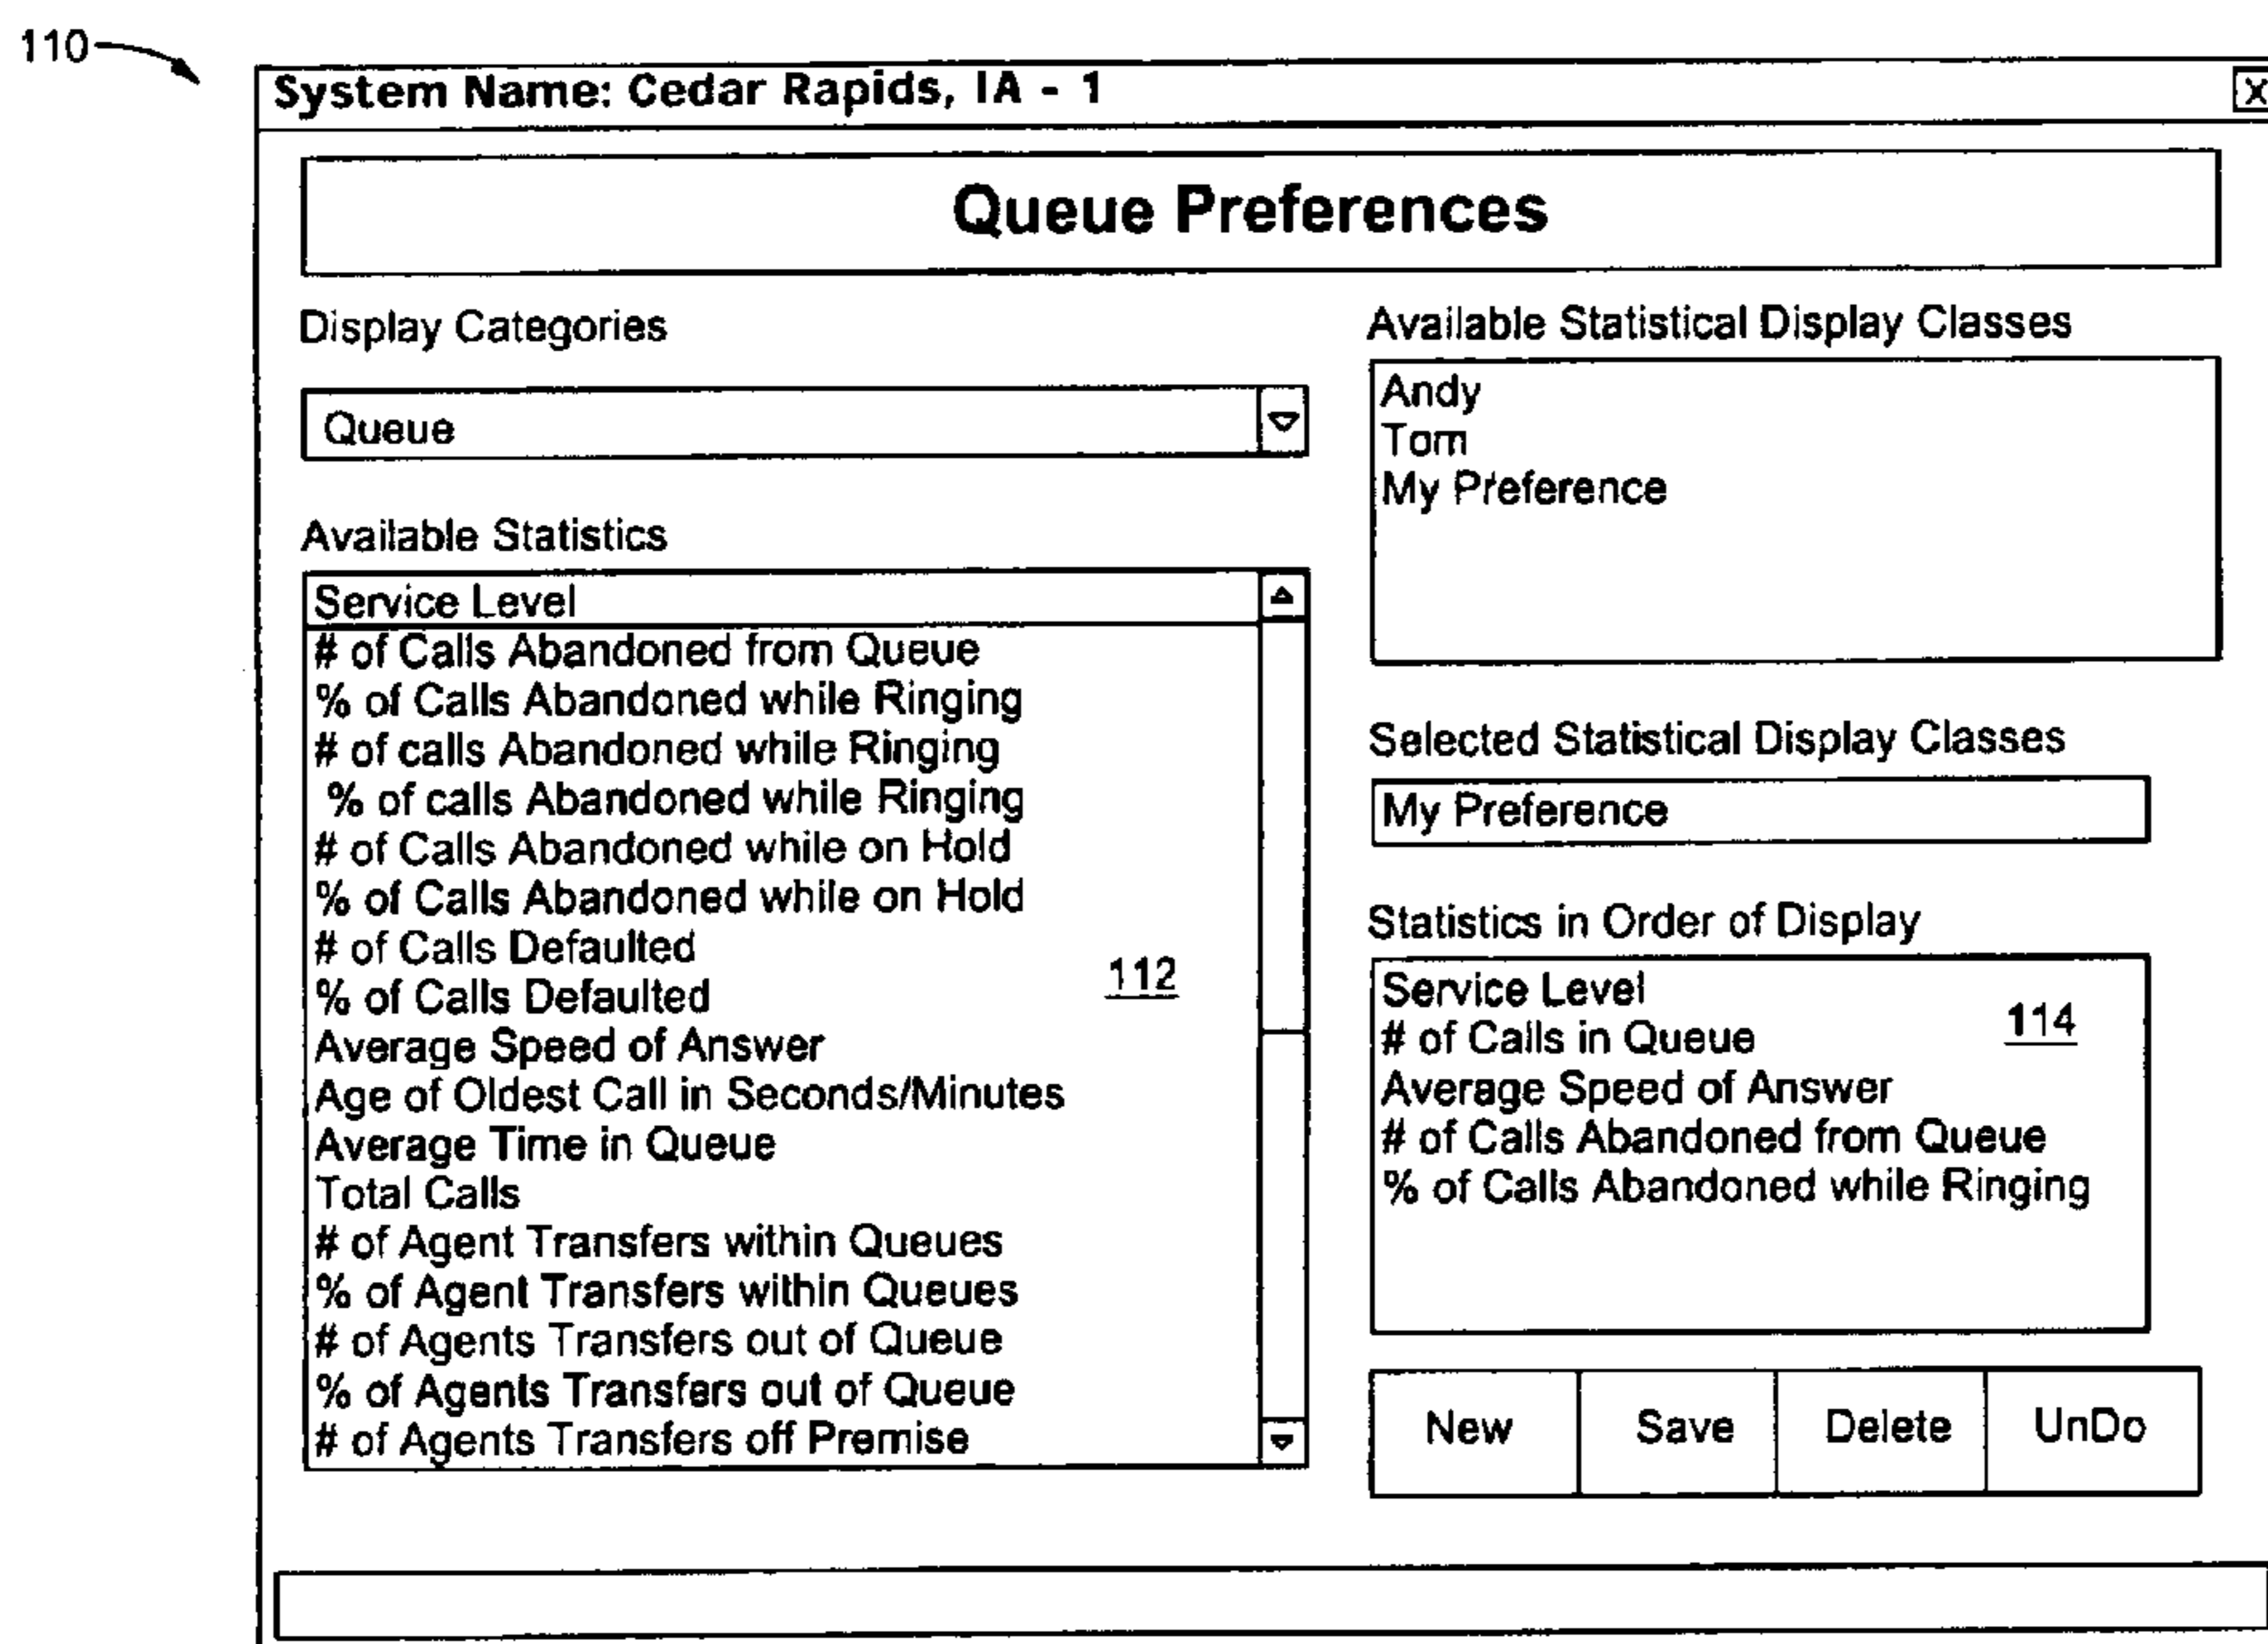 110
System Name: Cedar Rapids, IA - 1
X
Queue Preferences
Display Categories
Queue
Available Statistics
Service Level
# of Calls Abandoned from Queue
% of Calls Abandoned while Ringing
# of calls Abandoned while Ringing
% of calls Abandoned while Ringing
# of Calls Abandoned while on Hold
% of Calls Abandoned while on Hold
# of Calls Defaulted
% of Calls Defaulted
112
Average Speed of Answer
Age of Oldest Call in Seconds/Minutes
Average Time in Queue
Total Calls
# of Agent Transfers within Queues
% of Agent Transfers within Queues
# of Agents Transfers out of Queue
% of Agents Transfers out of Queue
# of Agents Transfers off Premise
Available Statistical Display Classes
Andy
Tom
My Preference
Selected Statistical Display Classes
My Preference
Statistics in Order of Display
Service Level
# of Calls in Queue
114
Average Speed of Answer
# of Calls Abandoned from Queue
% of Calls Abandoned while Ringing
New Save Delete UnDo